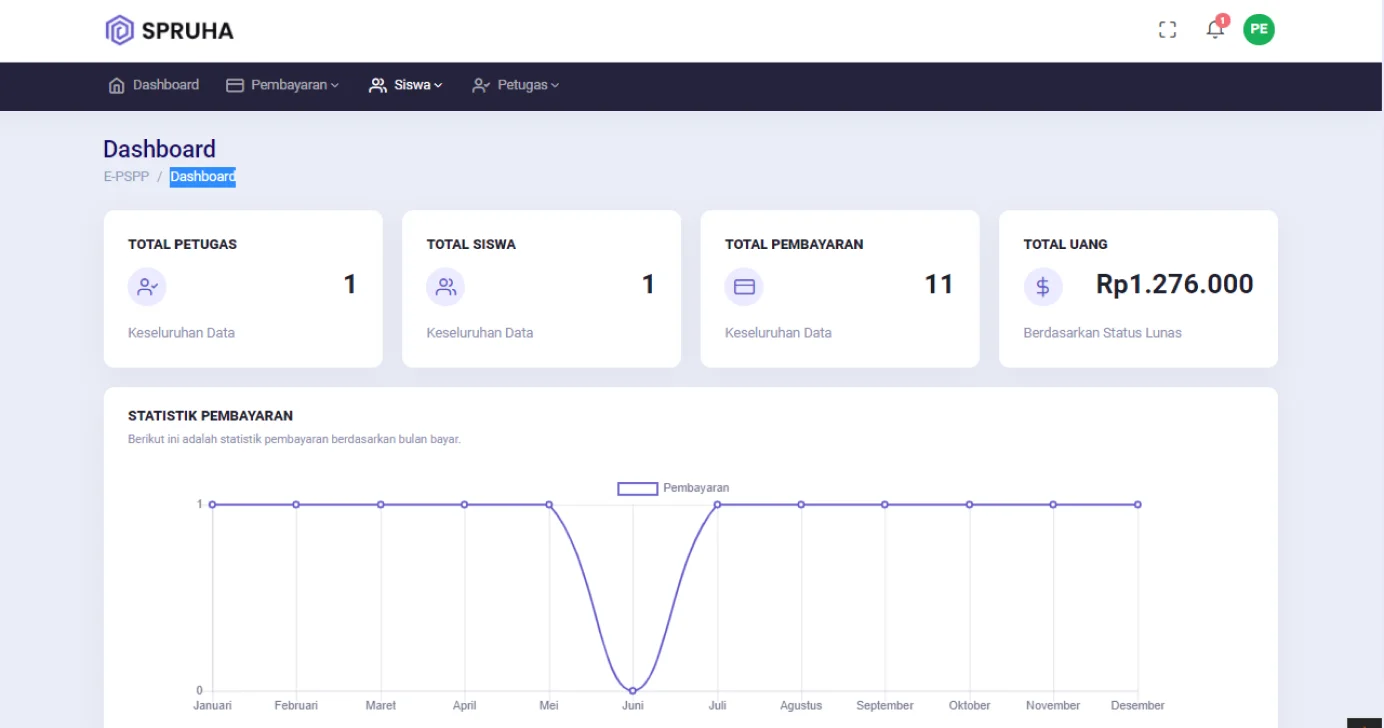 SPRUHA
1
PE
Dashboard Pembayaran Siswa Petugas
Dashboard
E-PSPP / Dashboard
TOTAL PETUGAS
1
Keseluruhan Data
TOTAL SISWA
1
Keseluruhan Data
TOTAL PEMBAYARAN
11
Keseluruhan Data
TOTAL UANG
$ Rp1.276.000
Berdasarkan Status Lunas
STATISTIK PEMBAYARAN
Berikut ini adalah statistik pembayaran berdasarkan bulan bayar.
Pembayaran
1
0
Januari Februari Maret April Mei Juni Juli Agustus September Oktober November Desember